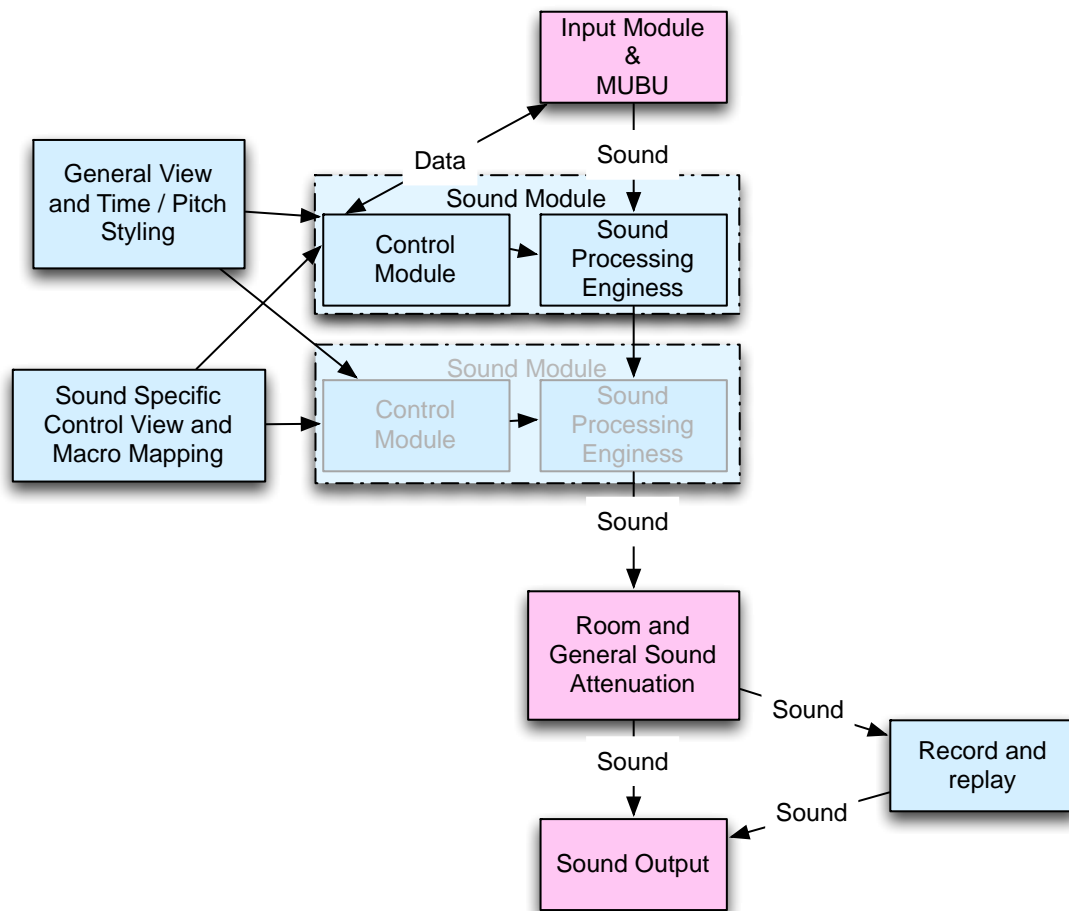 Input Module
&
MUBU
Data
Sound
General View
and Time / Pitch
Styling
Sound Module
Control
Module
Sound
Processing
Enginess
Sound Specific
Control View and
Macro Mapping
Sound Module
Control
Module
Sound
Processing
Enginess
Sound
Room and
General Sound
Attenuation
Sound
Sound
Record and
replay
Sound
Sound Output